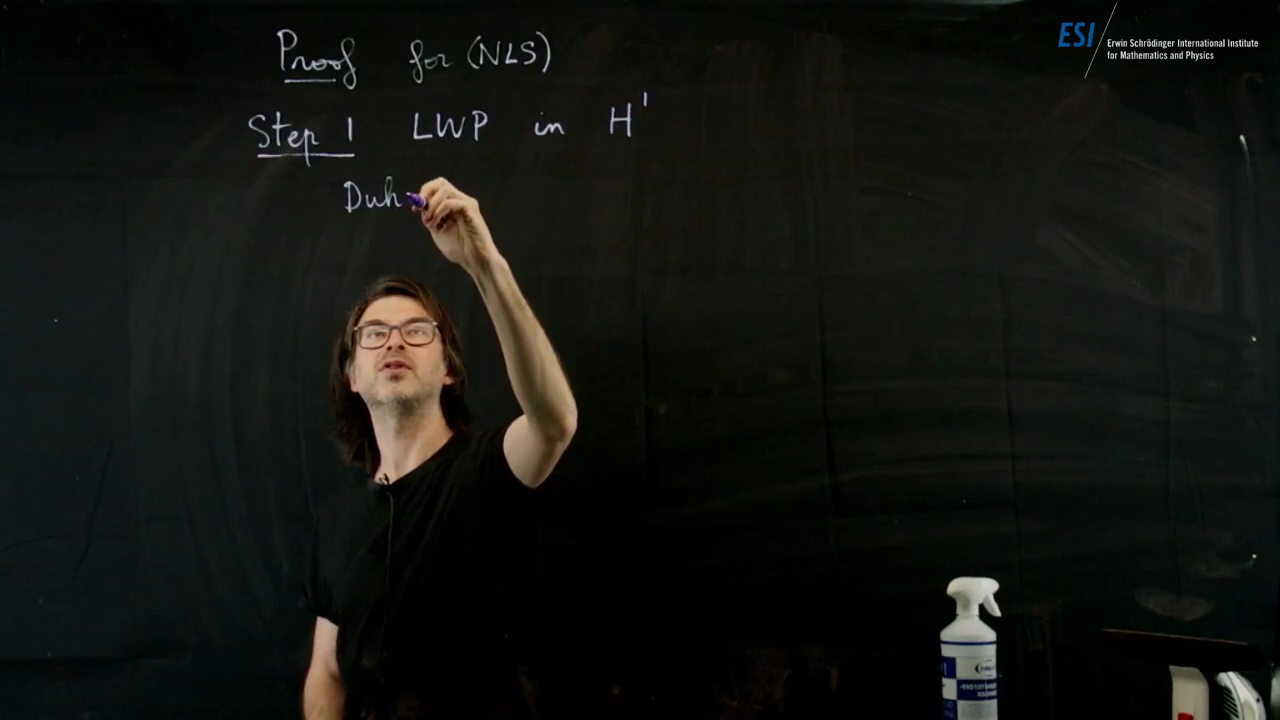 Proof for (NLS)
Step 1 LWP in H¹
Duh
ESI
Erwin Schrödinger International Institute
for Mathematics and Physics